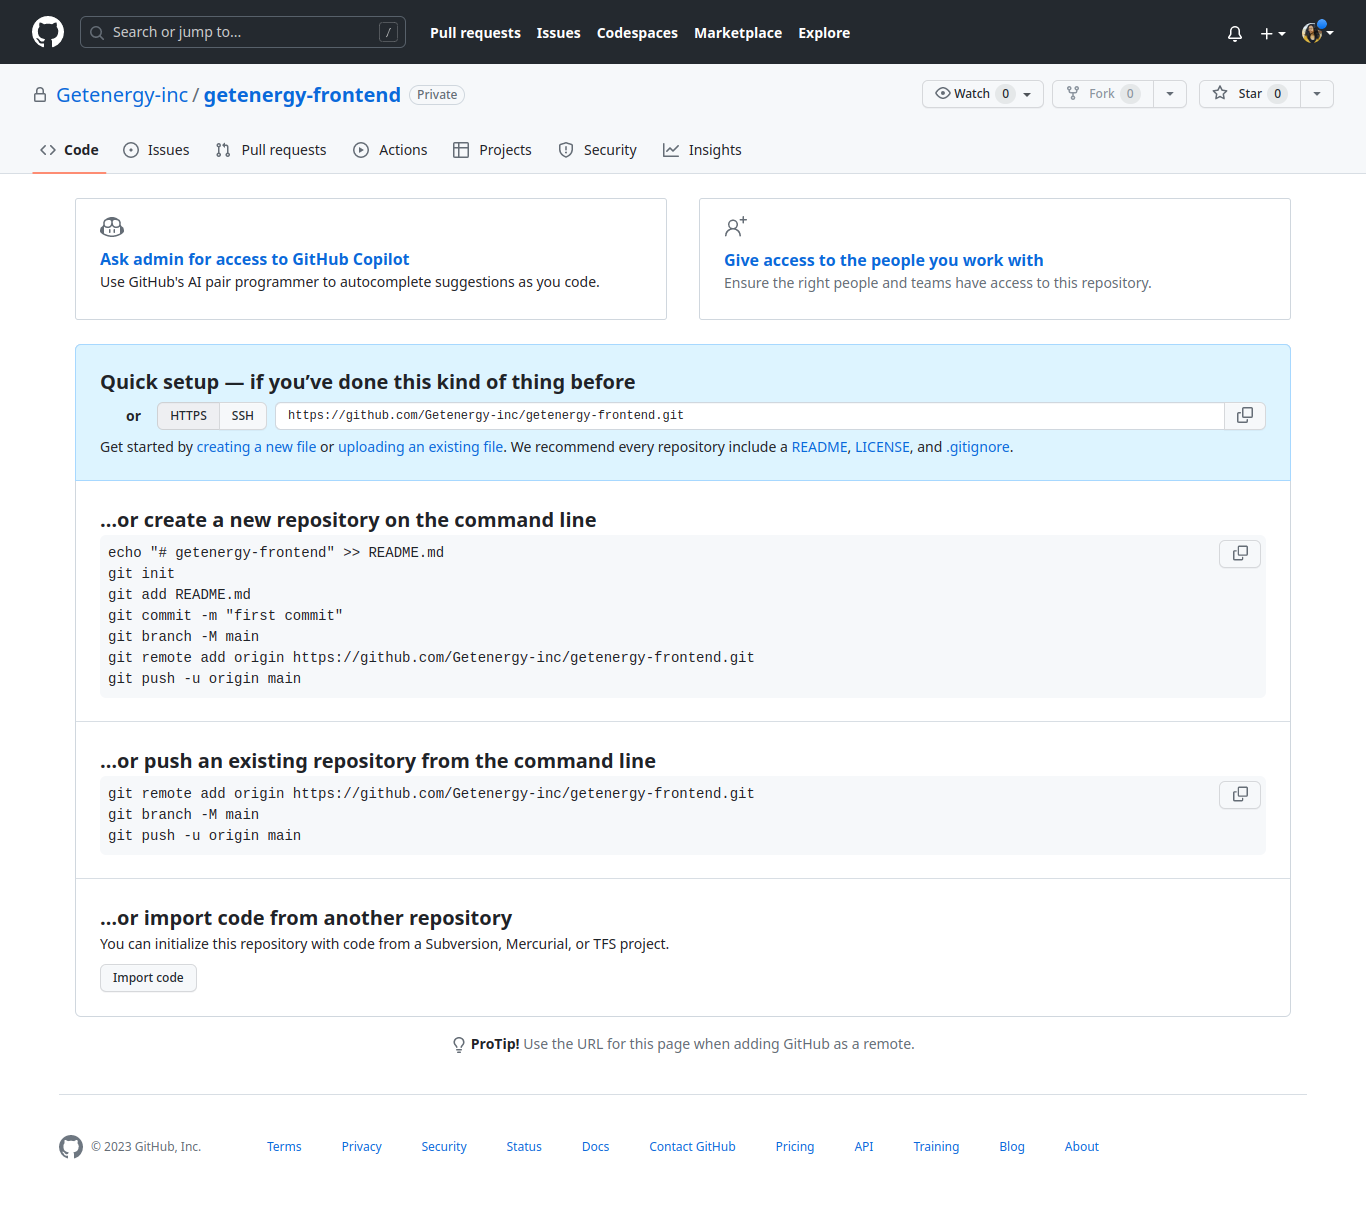 Search or jump to...
/
Pull requests
Issues
Codespaces
Marketplace
Explore
Getenergy-inc / getenergy-frontend
Private
Watch 0
Fork 0
Star 0
Code
Issues
Pull requests
Actions
Projects
Security
Insights
Ask admin for access to GitHub Copilot
Use GitHub's AI pair programmer to autocomplete suggestions as you code.
Give access to the people you work with
Ensure the right people and teams have access to this repository.
Quick setup — if you’ve done this kind of thing before
or
HTTPS
SSH
https://github.com/Getenergy-inc/getenergy-frontend.git
Get started by creating a new file or uploading an existing file. We recommend every repository include a README, LICENSE, and .gitignore.
…or create a new repository on the command line
echo "# getenergy-frontend" >> README.md
git init
git add README.md
git commit -m "first commit"
git branch -M main
git remote add origin https://github.com/Getenergy-inc/getenergy-frontend.git
git push -u origin main
…or push an existing repository from the command line
git remote add origin https://github.com/Getenergy-inc/getenergy-frontend.git
git branch -M main
git push -u origin main
…or import code from another repository
You can initialize this repository with code from a Subversion, Mercurial, or TFS project.
Import code
ProTip! Use the URL for this page when adding GitHub as a remote.
© 2023 GitHub, Inc.
Terms
Privacy
Security
Status
Docs
Contact GitHub
Pricing
API
Training
Blog
About